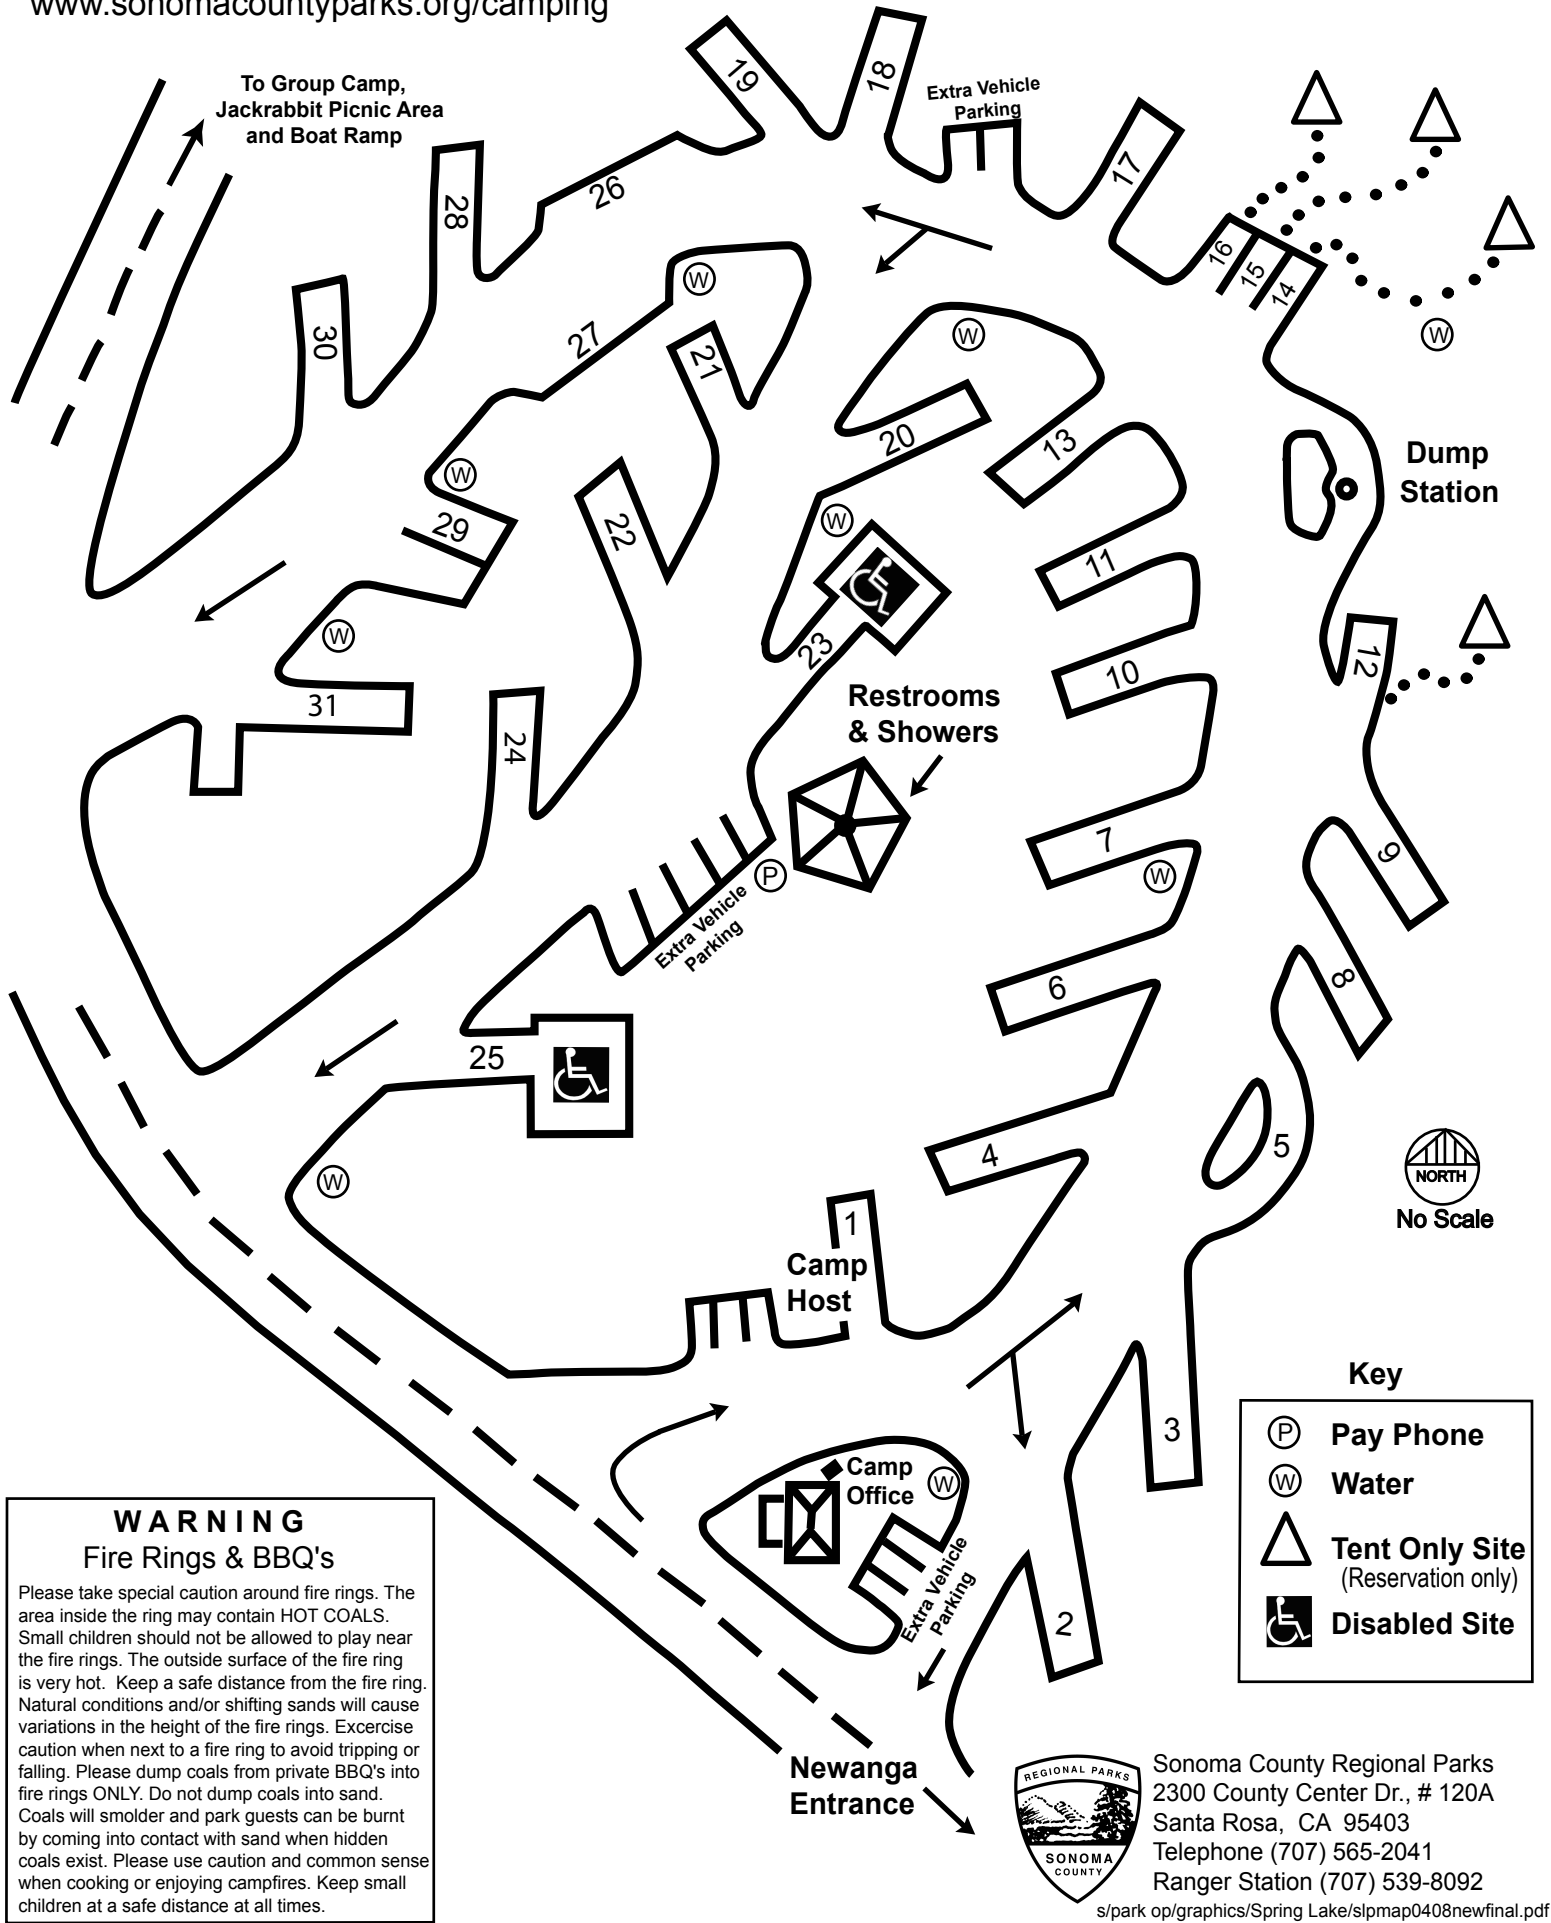 www.sonomacountyparks.org/camping
To Group Camp,
Jackrabbit Picnic Area
and Boat Ramp
19
18
Extra Vehicle
Parking
17
28
26
16
15
14
W
30
27
21
W
W
20
13
Dump
Station
W
29
22
W
11
23
12
W
10
31
Restrooms
& Showers
24
7
9
P
W
Extra Vehicle
Parking
6
8
25
4
5
NORTH
No Scale
W
1
Camp
Host
Key
P Pay Phone
W Water
Tent Only Site
(Reservation only)
Disabled Site
3
Camp
Office
W
Extra Vehicle
Parking
2
WARNING
Fire Rings & BBQ's
Please take special caution around fire rings. The
area inside the ring may contain HOT COALS.
Small children should not be allowed to play near
the fire rings. The outside surface of the fire ring
is very hot. Keep a safe distance from the fire ring.
Natural conditions and/or shifting sands will cause
variations in the height of the fire rings. Excercise
caution when next to a fire ring to avoid tripping or
falling. Please dump coals from private BBQ's into
fire rings ONLY. Do not dump coals into sand.
Coals will smolder and park guests can be burnt
by coming into contact with sand when hidden
coals exist. Please use caution and common sense
when cooking or enjoying campfires. Keep small
children at a safe distance at all times.
Newanga
Entrance
REGIONAL PARKS
SONOMA
COUNTY
Sonoma County Regional Parks
2300 County Center Dr., # 120A
Santa Rosa, CA 95403
Telephone (707) 565-2041
Ranger Station (707) 539-8092
s/park op/graphics/Spring Lake/slpmap0408newfinal.pdf